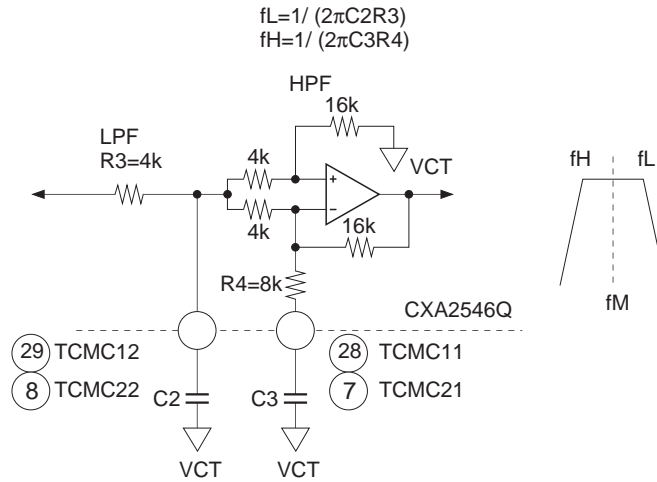 fL=1/ (2πC2R3)
fH=1/ (2πC3R4)
HPF
16k
LPF
R3=4k
4k
VCT
fH
fL
+
−
4k
16k
R4=8k
fM
CXA2546Q
29 TCMC12
28 TCMC11
8 TCMC22
7 TCMC21
C2
C3
VCT
VCT